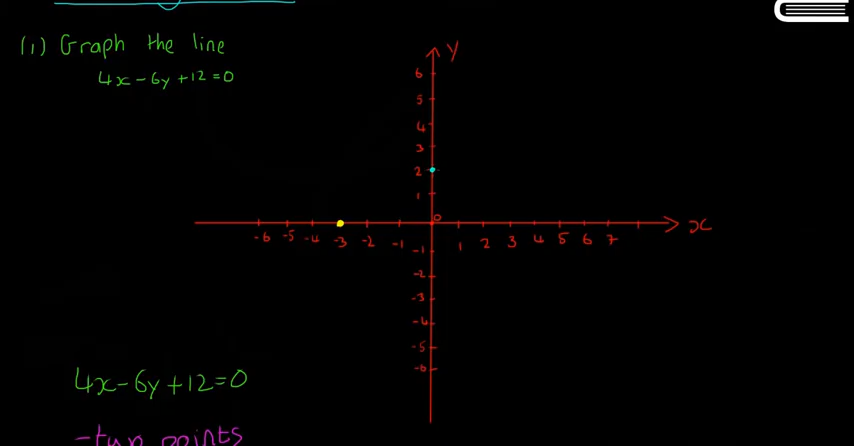 (1) Graph the line
4x - 6y + 12 = 0
y
6
5
4
3
2
1
0
-6 -5 -4 -3 -2 -1 1 2 3 4 5 6 7 x
-1
-2
-3
-4
-5
-6
4x - 6y + 12 = 0
- two points